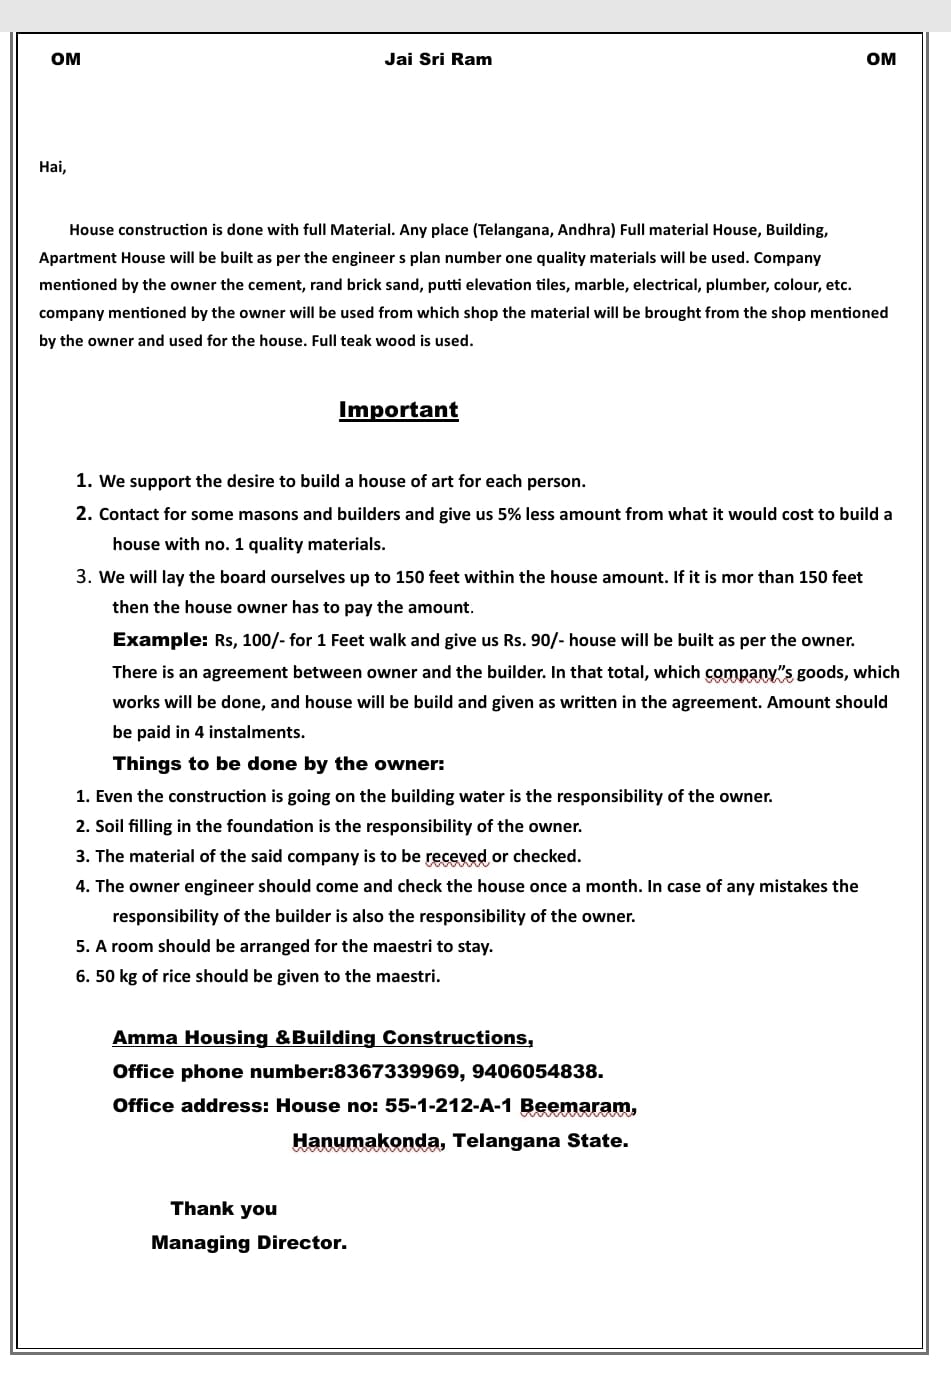 OM Jai Sri Ram OM
Hai,
House construction is done with full Material. Any place (Telangana, Andhra) Full material House, Building,
Apartment House will be built as per the engineer s plan number one quality materials will be used. Company
mentioned by the owner the cement, rand brick sand, putti elevation tiles, marble, electrical, plumber, colour, etc.
company mentioned by the owner will be used from which shop the material will be brought from the shop mentioned
by the owner and used for the house. Full teak wood is used.
Important
1. We support the desire to build a house of art for each person.
2. Contact for some masons and builders and give us 5% less amount from what it would cost to build a
house with no. 1 quality materials.
3. We will lay the board ourselves up to 150 feet within the house amount. If it is mor than 150 feet
then the house owner has to pay the amount.
Example: Rs, 100/- for 1 Feet walk and give us Rs. 90/- house will be built as per the owner.
There is an agreement between owner and the builder. In that total, which company”s goods, which
works will be done, and house will be build and given as written in the agreement. Amount should
be paid in 4 instalments.
Things to be done by the owner:
1. Even the construction is going on the building water is the responsibility of the owner.
2. Soil filling in the foundation is the responsibility of the owner.
3. The material of the said company is to be receved or checked.
4. The owner engineer should come and check the house once a month. In case of any mistakes the
responsibility of the builder is also the responsibility of the owner.
5. A room should be arranged for the maestri to stay.
6. 50 kg of rice should be given to the maestri.
Amma Housing &Building Constructions,
Office phone number:8367339969, 9406054838.
Office address: House no: 55-1-212-A-1 Beemaram,
Hanumakonda, Telangana State.
Thank you
Managing Director.